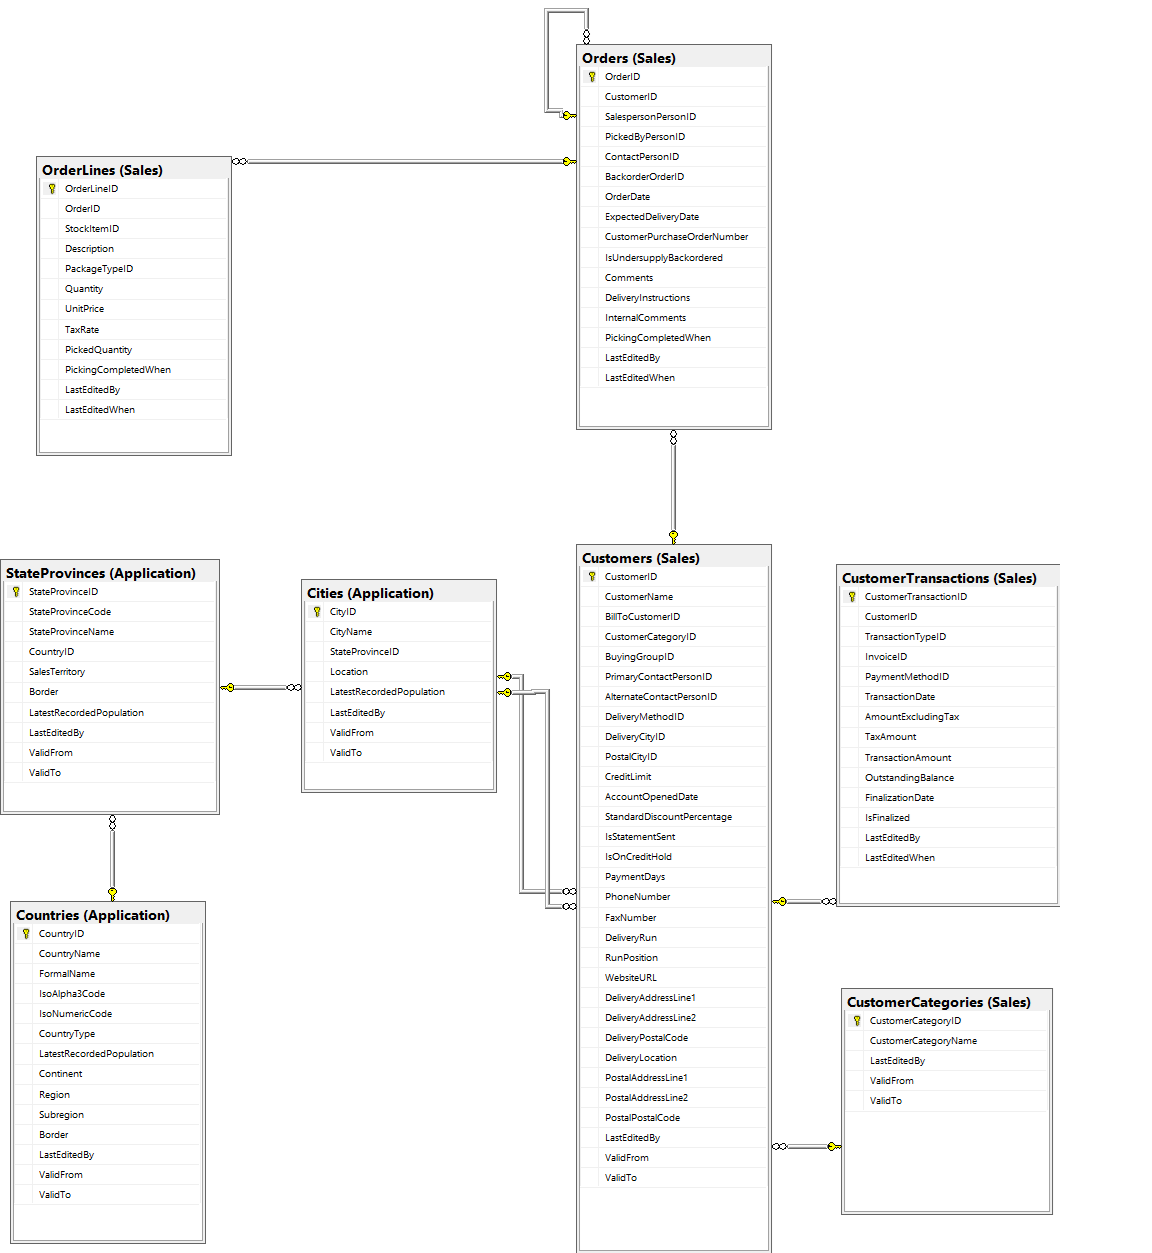 Orders (Sales)
OrderID
CustomerID
SalespersonPersonID
PickedByPersonID
ContactPersonID
BackorderOrderID
OrderDate
ExpectedDeliveryDate
CustomerPurchaseOrderNumber
IsUndersupplyBackordered
Comments
DeliveryInstructions
InternalComments
PickingCompletedWhen
LastEditedBy
LastEditedWhen
OrderLines (Sales)
OrderLineID
OrderID
StockItemID
Description
PackageTypeID
Quantity
UnitPrice
TaxRate
PickedQuantity
PickingCompletedWhen
LastEditedBy
LastEditedWhen
StateProvinces (Application)
StateProvinceID
StateProvinceCode
StateProvinceName
CountryID
SalesTerritory
Border
LatestRecordedPopulation
LastEditedBy
ValidFrom
ValidTo
Cities (Application)
CityID
CityName
StateProvinceID
Location
LatestRecordedPopulation
LastEditedBy
ValidFrom
ValidTo
Customers (Sales)
CustomerID
CustomerName
BillToCustomerID
CustomerCategoryID
BuyingGroupID
PrimaryContactPersonID
AlternateContactPersonID
DeliveryMethodID
DeliveryCityID
PostalCityID
CreditLimit
AccountOpenedDate
StandardDiscountPercentage
IsStatementSent
IsOnCreditHold
PaymentDays
PhoneNumber
FaxNumber
DeliveryRun
RunPosition
WebsiteURL
DeliveryAddressLine1
DeliveryAddressLine2
DeliveryPostalCode
DeliveryLocation
PostalAddressLine1
PostalAddressLine2
PostalPostalCode
LastEditedBy
ValidFrom
ValidTo
CustomerTransactions (Sales)
CustomerTransactionID
CustomerID
TransactionTypeID
InvoiceID
PaymentMethodID
TransactionDate
AmountExcludingTax
TaxAmount
TransactionAmount
OutstandingBalance
FinalizationDate
IsFinalized
LastEditedBy
LastEditedWhen
Countries (Application)
CountryID
CountryName
FormalName
IsoAlpha3Code
IsoNumericCode
CountryType
LatestRecordedPopulation
Continent
Region
Subregion
Border
LastEditedBy
ValidFrom
ValidTo
CustomerCategories (Sales)
CustomerCategoryID
CustomerCategoryName
LastEditedBy
ValidFrom
ValidTo